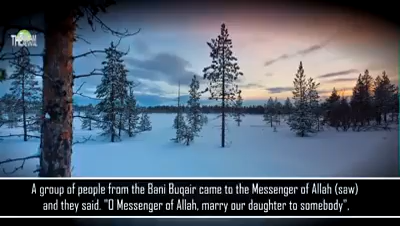 A group of people from the Bani Buqair came to the Messenger of Allah (saw)
and they said. "O Messenger of Allah, marry our daughter to somebody".